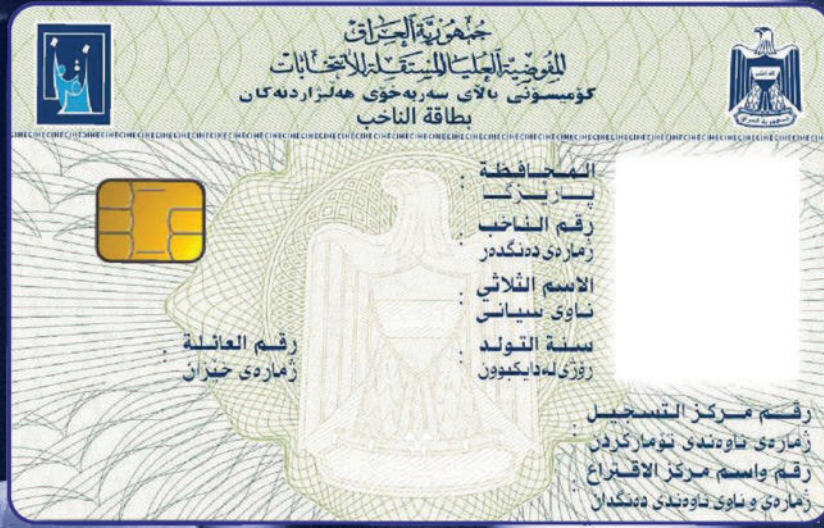 جمهورية العراق
المفوضية العليا المستقلة للانتخابات
كۆمیسۆنی باڵای سەربەخۆی هەڵبژاردنەکان
بطاقة الناخب
المحافظة :
پاریزگا
رقم الناخب :
ژمارەی دەنگدەر
الاسم الثلاثي :
ناوی سیانی
سنة التولد :
رۆژی لەدایکبوون
رقم العائلة :
ژمارەی خێزان
رقم مركز التسجيل :
ژمارەی ناوەندی تۆمارکردن
رقم واسم مركز الاقتراع :
ژمارەی و ناوی ناوەندی دەنگدان